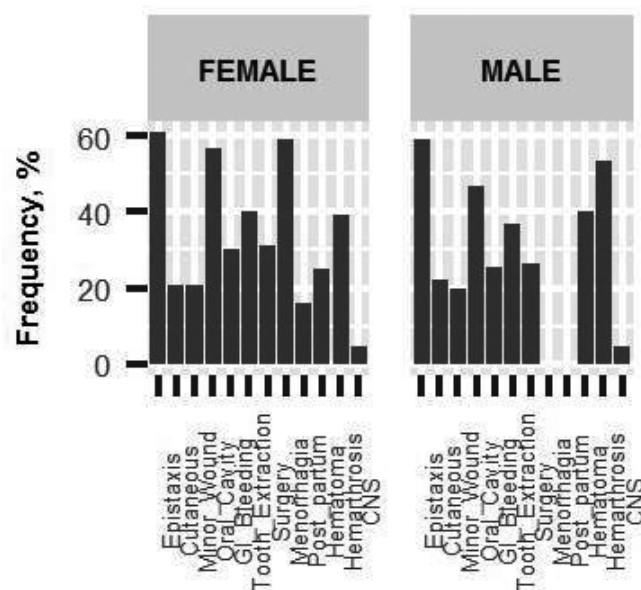 FEMALE
MALE
Frequency, %
60
40
20
0
Epistaxis
Cutaneous
Minor_Wound
Oral_Cavity
GI_Bleeding
Tooth_Extraction
Surgery
Menorrhagia
Post_partum
Hematoma
Hemarthrosis
CNS
Epistaxis
Cutaneous
Minor_Wound
Oral_Cavity
GI_Bleeding
Tooth_Extraction
Surgery
Menorrhagia
Post_partum
Hematoma
Hemarthrosis
CNS